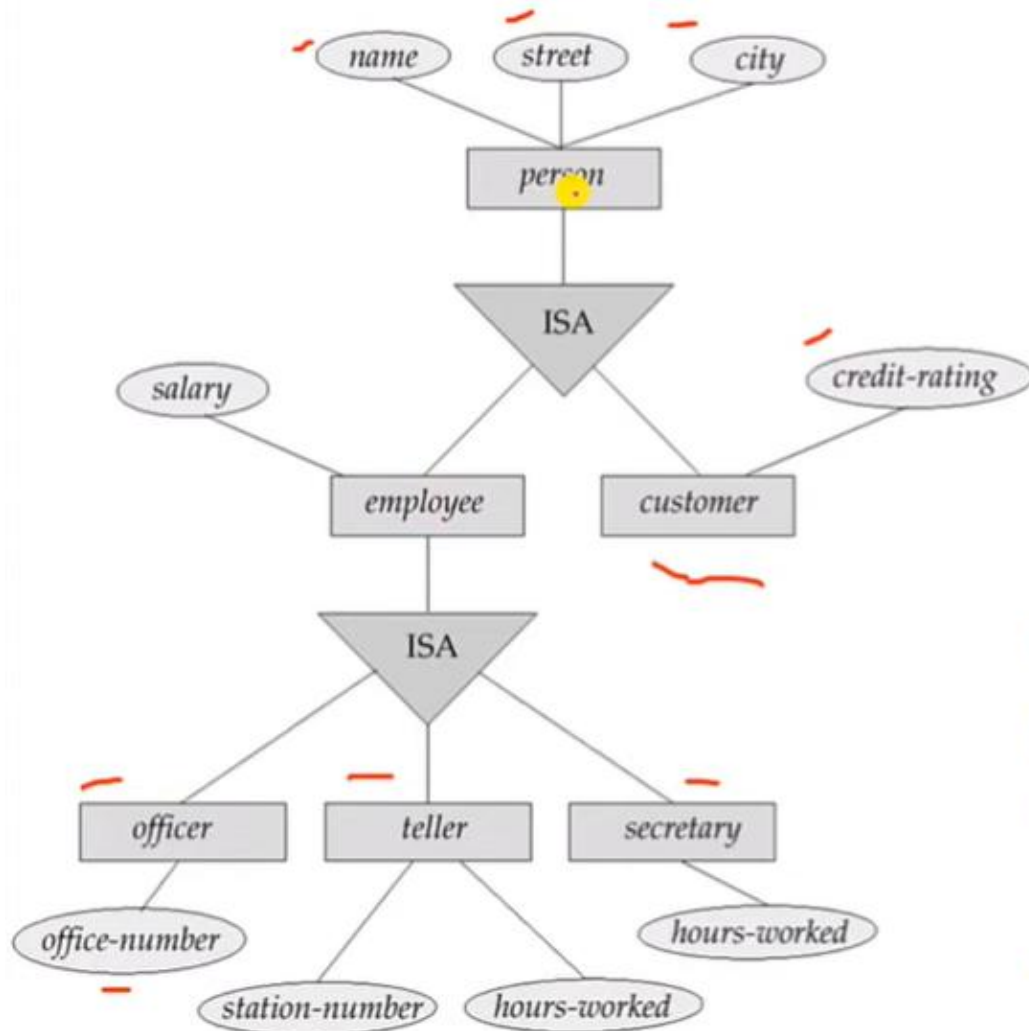 name street city
person
ISA
credit-rating
salary
employee customer
ISA
officer teller secretary
office-number hours-worked
station-number hours-worked